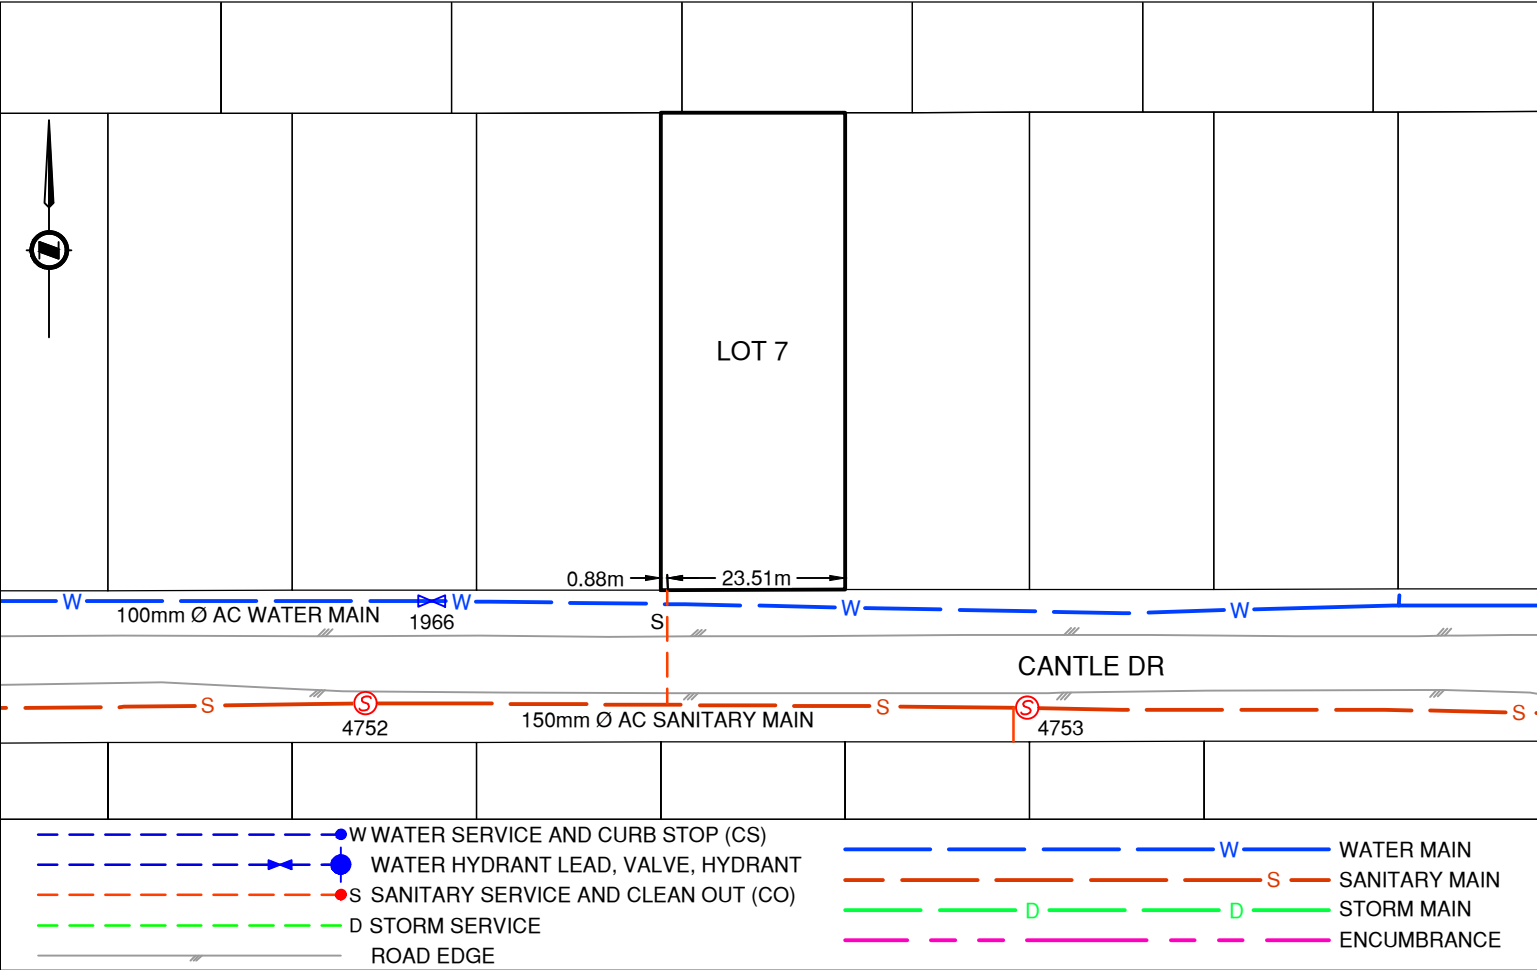 LOT 7
0.88m
23.51m
W
W
W
W
100mm Ø AC WATER MAIN
1966
S
CANTLE DR
S
S
S
S
S
150mm Ø AC SANITARY MAIN
4752
4753
W WATER SERVICE AND CURB STOP (CS)
WATER HYDRANT LEAD, VALVE, HYDRANT
S SANITARY SERVICE AND CLEAN OUT (CO)
D STORM SERVICE
ROAD EDGE
W WATER MAIN
S SANITARY MAIN
D D STORM MAIN
ENCUMBRANCE